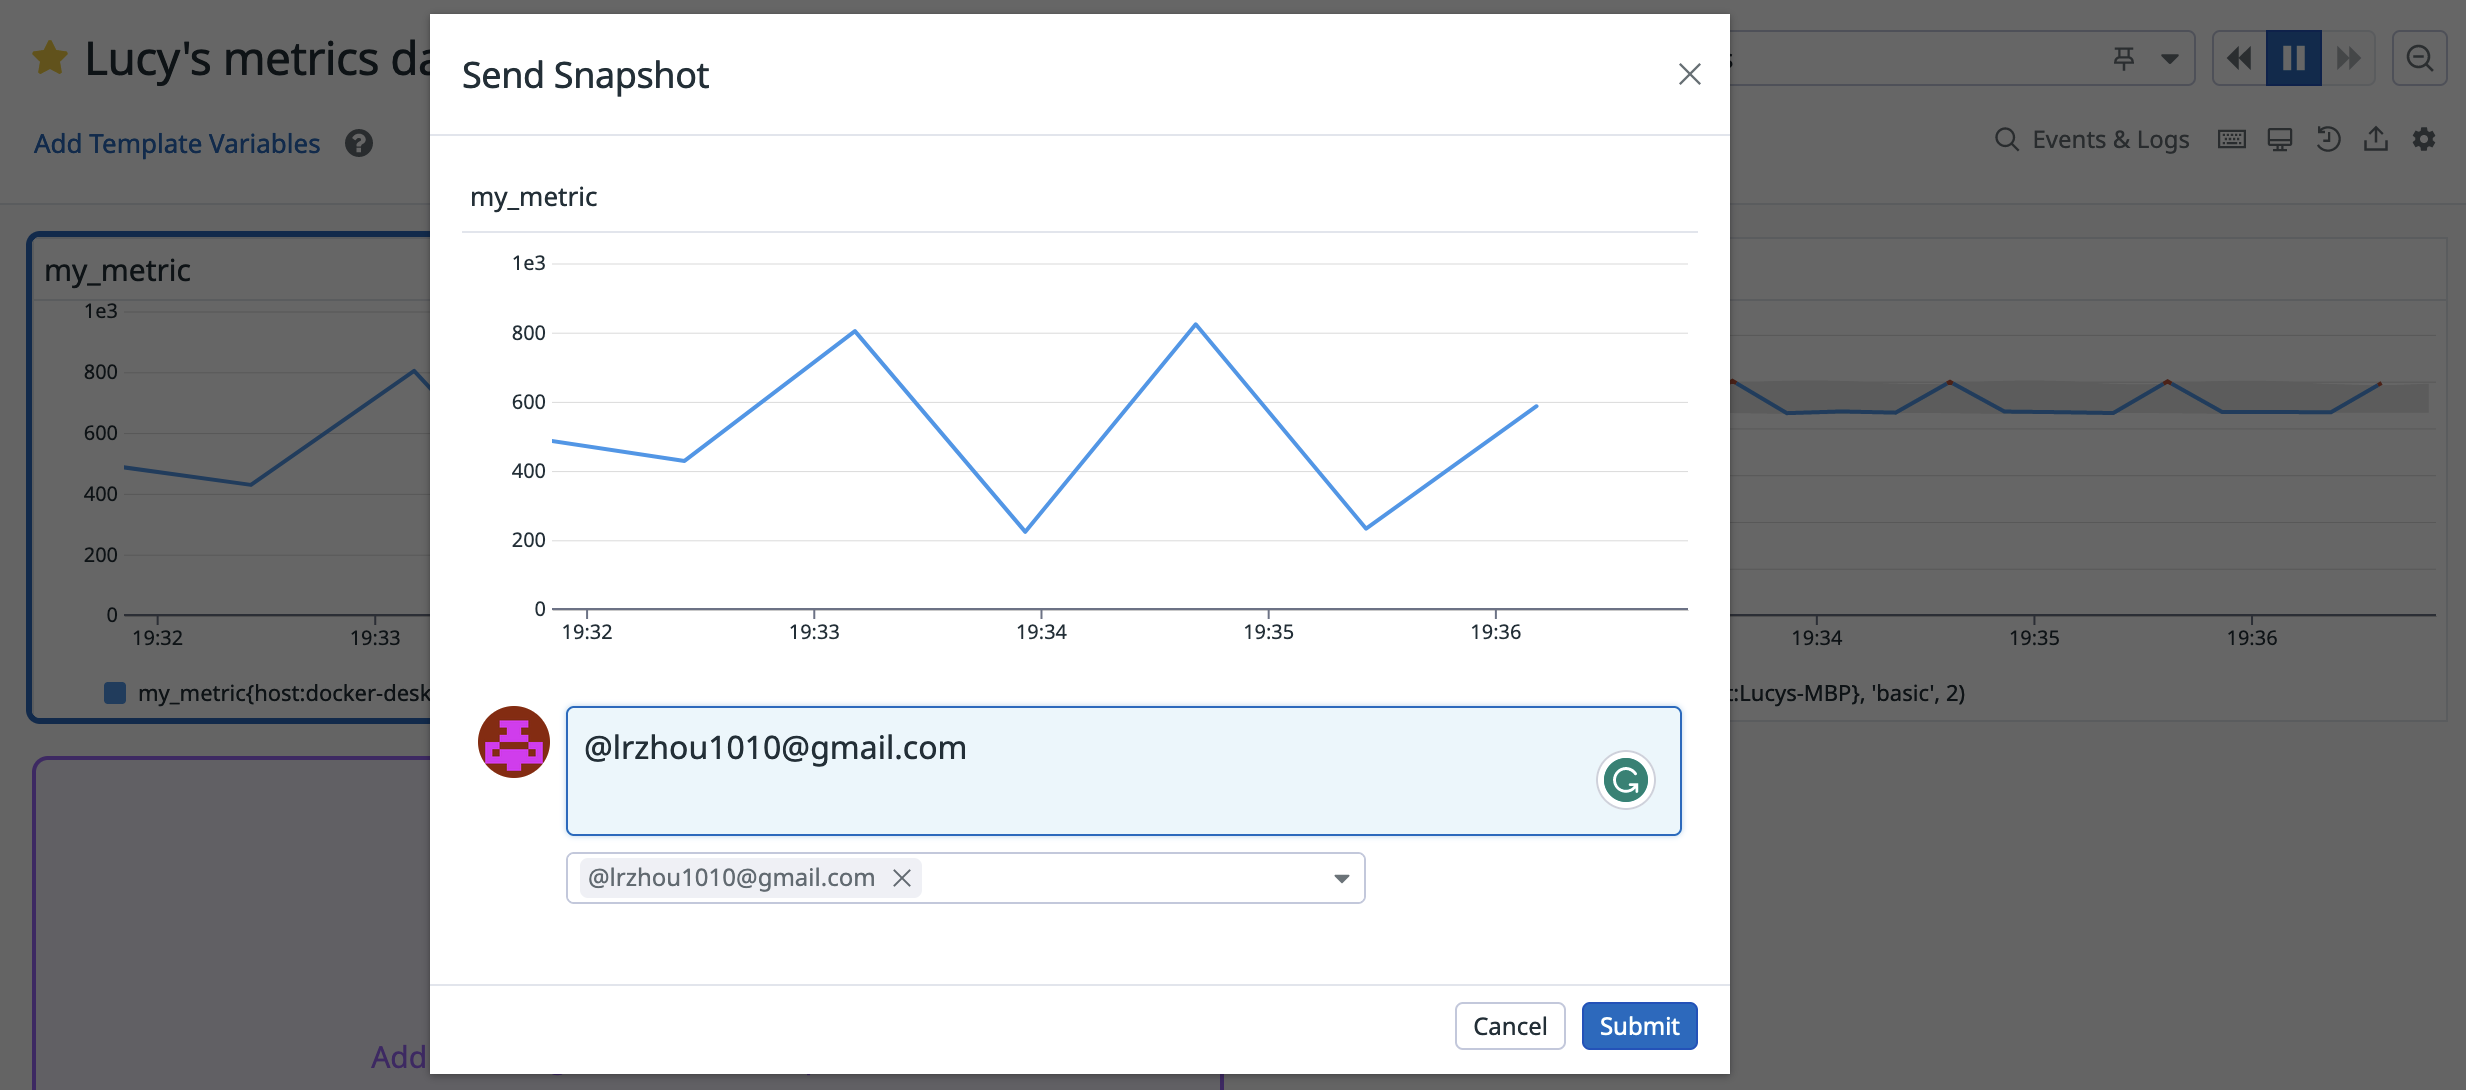 Lucy's metrics da
s
Add Template Variables ?
Events & Logs
my_metric
1e3
800
600
400
200
0
19:32 19:33
my_metric{host:docker-desk
Send Snapshot
my_metric
1e3
800
600
400
200
0
19:32 19:33 19:34 19:35 19:36
@lrzhou1010@gmail.com
@lrzhou1010@gmail.com
Cancel Submit
19:34 19:35 19:36
t:Lucys-MBP}, 'basic', 2)
Add